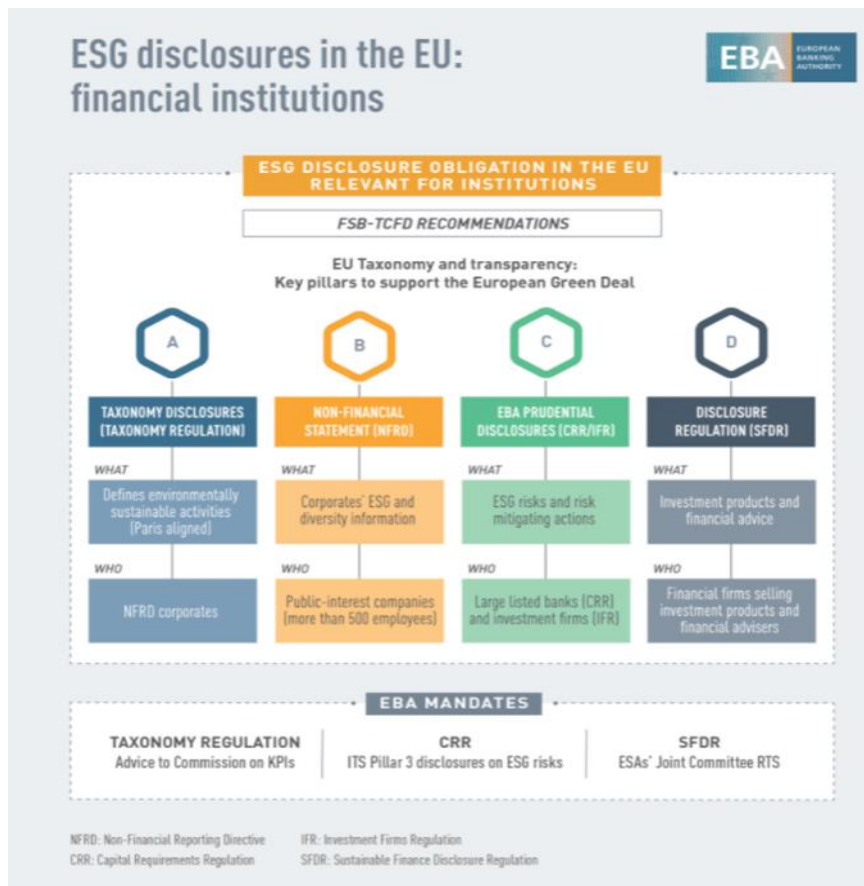 ESG disclosures in the EU:
financial institutions
EBA
EUROPEAN
BANKING
AUTHORITY
ESG DISCLOSURE OBLIGATION IN THE EU
RELEVANT FOR INSTITUTIONS
FSB-TCFD RECOMMENDATIONS
EU Taxonomy and transparency:
Key pillars to support the European Green Deal
A
TAXONOMY DISCLOSURES
(TAXONOMY REGULATION)
WHAT
Defines environmentally
sustainable activities
(Paris aligned)
WHO
NFRD corporates
B
NON-FINANCIAL
STATEMENT (NFRD)
WHAT
Corporates' ESG and
diversity information
WHO
Public-interest companies
(more than 500 employees)
C
EBA PRUDENTIAL
DISCLOSURES (CRR/IFR)
WHAT
ESG risks and risk
mitigating actions
WHO
Large listed banks (CRR)
and investment firms (IFR)
D
DISCLOSURE
REGULATION (SFDR)
WHAT
Investment products and
financial advice
WHO
Financial firms selling
investment products and
financial advisers
EBA MANDATES
TAXONOMY REGULATION
Advice to Commission on KPIs
CRR
ITS Pillar 3 disclosures on ESG risks
SFDR
ESAs' Joint Committee RTS
NFRD: Non-Financial Reporting Directive
CRR: Capital Requirements Regulation
IFR: Investment Firms Regulation
SFDR: Sustainable Finance Disclosure Regulation